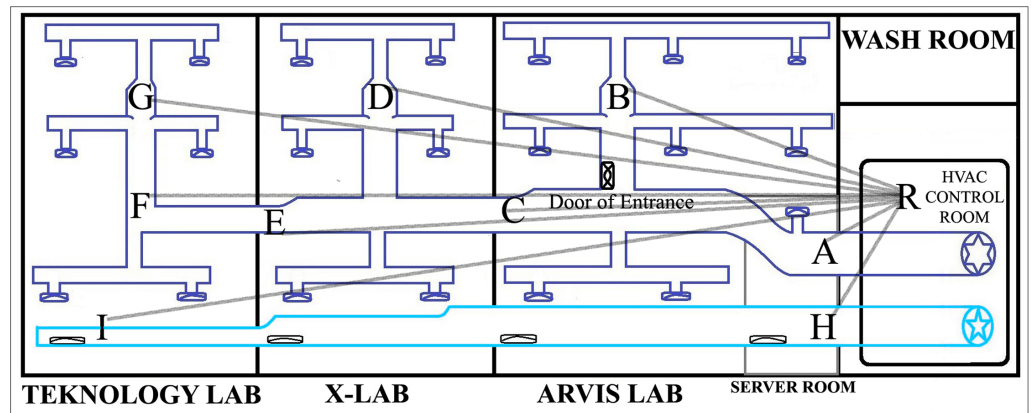 WASH ROOM
G
D
B
HVAC
CONTROL
ROOM
R
F
E
C
Door of Entrance
A
I
H
TEKNOLOGY LAB
X-LAB
ARVIS LAB
SERVER ROOM